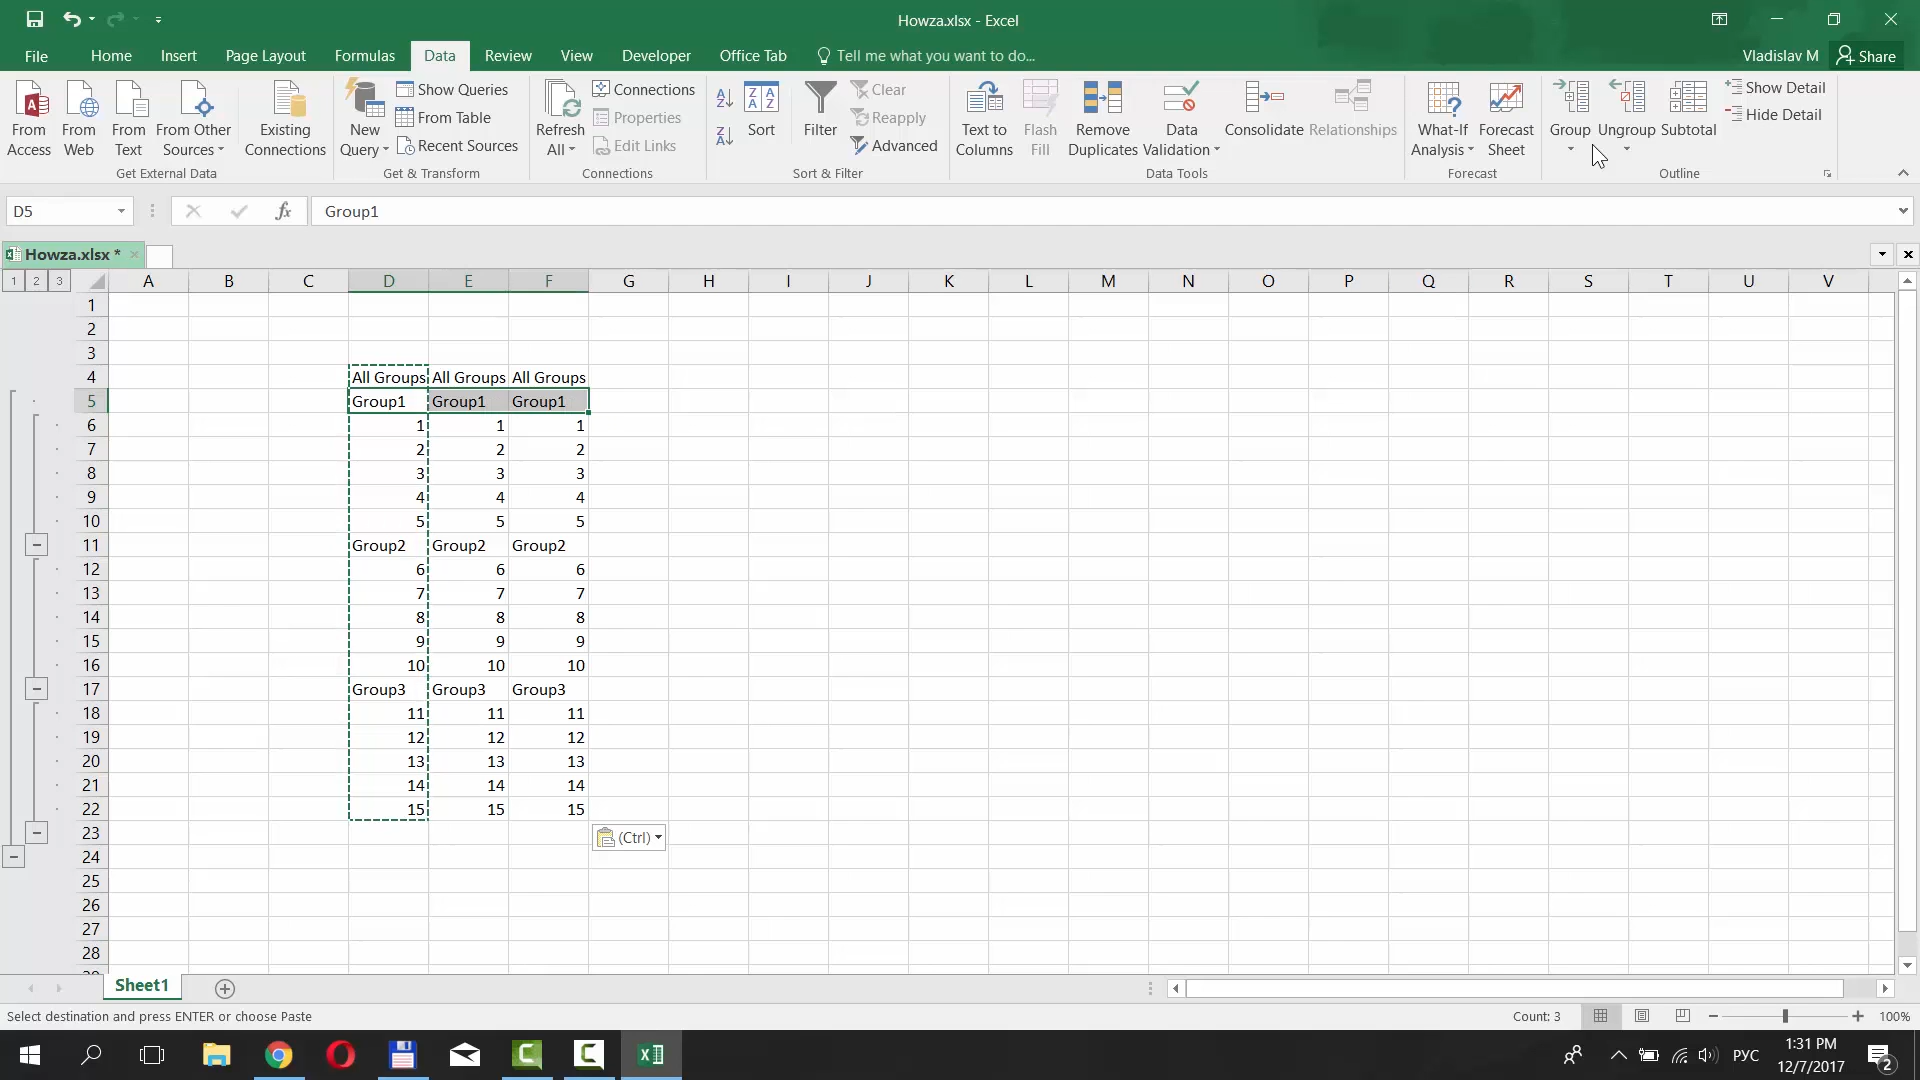 Howza.xlsx - Excel
File Home Insert Page Layout Formulas Data Review View Developer Office Tab Tell me what you want to do... Vladislav M Share
From Access
From Web
From Text
From Other Sources
Existing Connections
Get External Data
New Query
Show Queries
From Table
Recent Sources
Get & Transform
Refresh All
Connections
Properties
Edit Links
Connections
Sort
Filter
Clear
Reapply
Advanced
Sort & Filter
Text to Columns
Flash Fill
Remove Duplicates
Data Validation
Consolidate
Relationships
Data Tools
What-If Analysis
Forecast Sheet
Forecast
Group
Ungroup
Subtotal
Show Detail
Hide Detail
Outline
D5 fx Group1
Howza.xlsx *
1 2 3 A B C D E F G H I J K L M N O P Q R S T U V
1
2
3
4 All Groups All Groups All Groups
5 Group1 Group1 Group1
6 1 1 1
7 2 2 2
8 3 3 3
9 4 4 4
10 5 5 5
11 Group2 Group2 Group2
12 6 6 6
13 7 7 7
14 8 8 8
15 9 9 9
16 10 10 10
17 Group3 Group3 Group3
18 11 11 11
19 12 12 12
20 13 13 13
21 14 14 14
22 15 15 15
23 (Ctrl)
24
25
26
27
28
Sheet1
Select destination and press ENTER or choose Paste Count: 3 100%
РУС 1:31 PM
12/7/2017 2